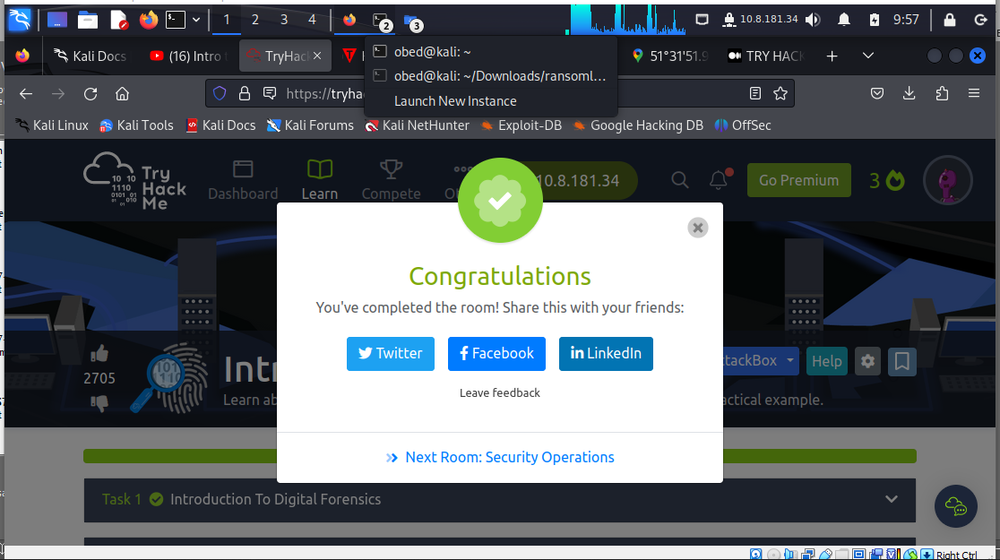 1 2 3 4 2 3 10.8.181.34 9:57
Kali Docs (16) Intro TryHack 51°31'51.9 TRY HACK
obed@kali: ~
obed@kali: ~/Downloads/ransoml...
Launch New Instance
https://tryha
Kali Linux Kali Tools Kali Docs Kali Forums Kali NetHunter Exploit-DB Google Hacking DB OffSec
Try Hack Me
Dashboard Learn Compete 10.8.181.34 Go Premium 3
Congratulations
You've completed the room! Share this with your friends:
Twitter Facebook LinkedIn
Leave feedback
2705
Intr
ttackBox Help
Learn ab
actical example.
Next Room: Security Operations
Task 1 Introduction To Digital Forensics
Right Ctrl